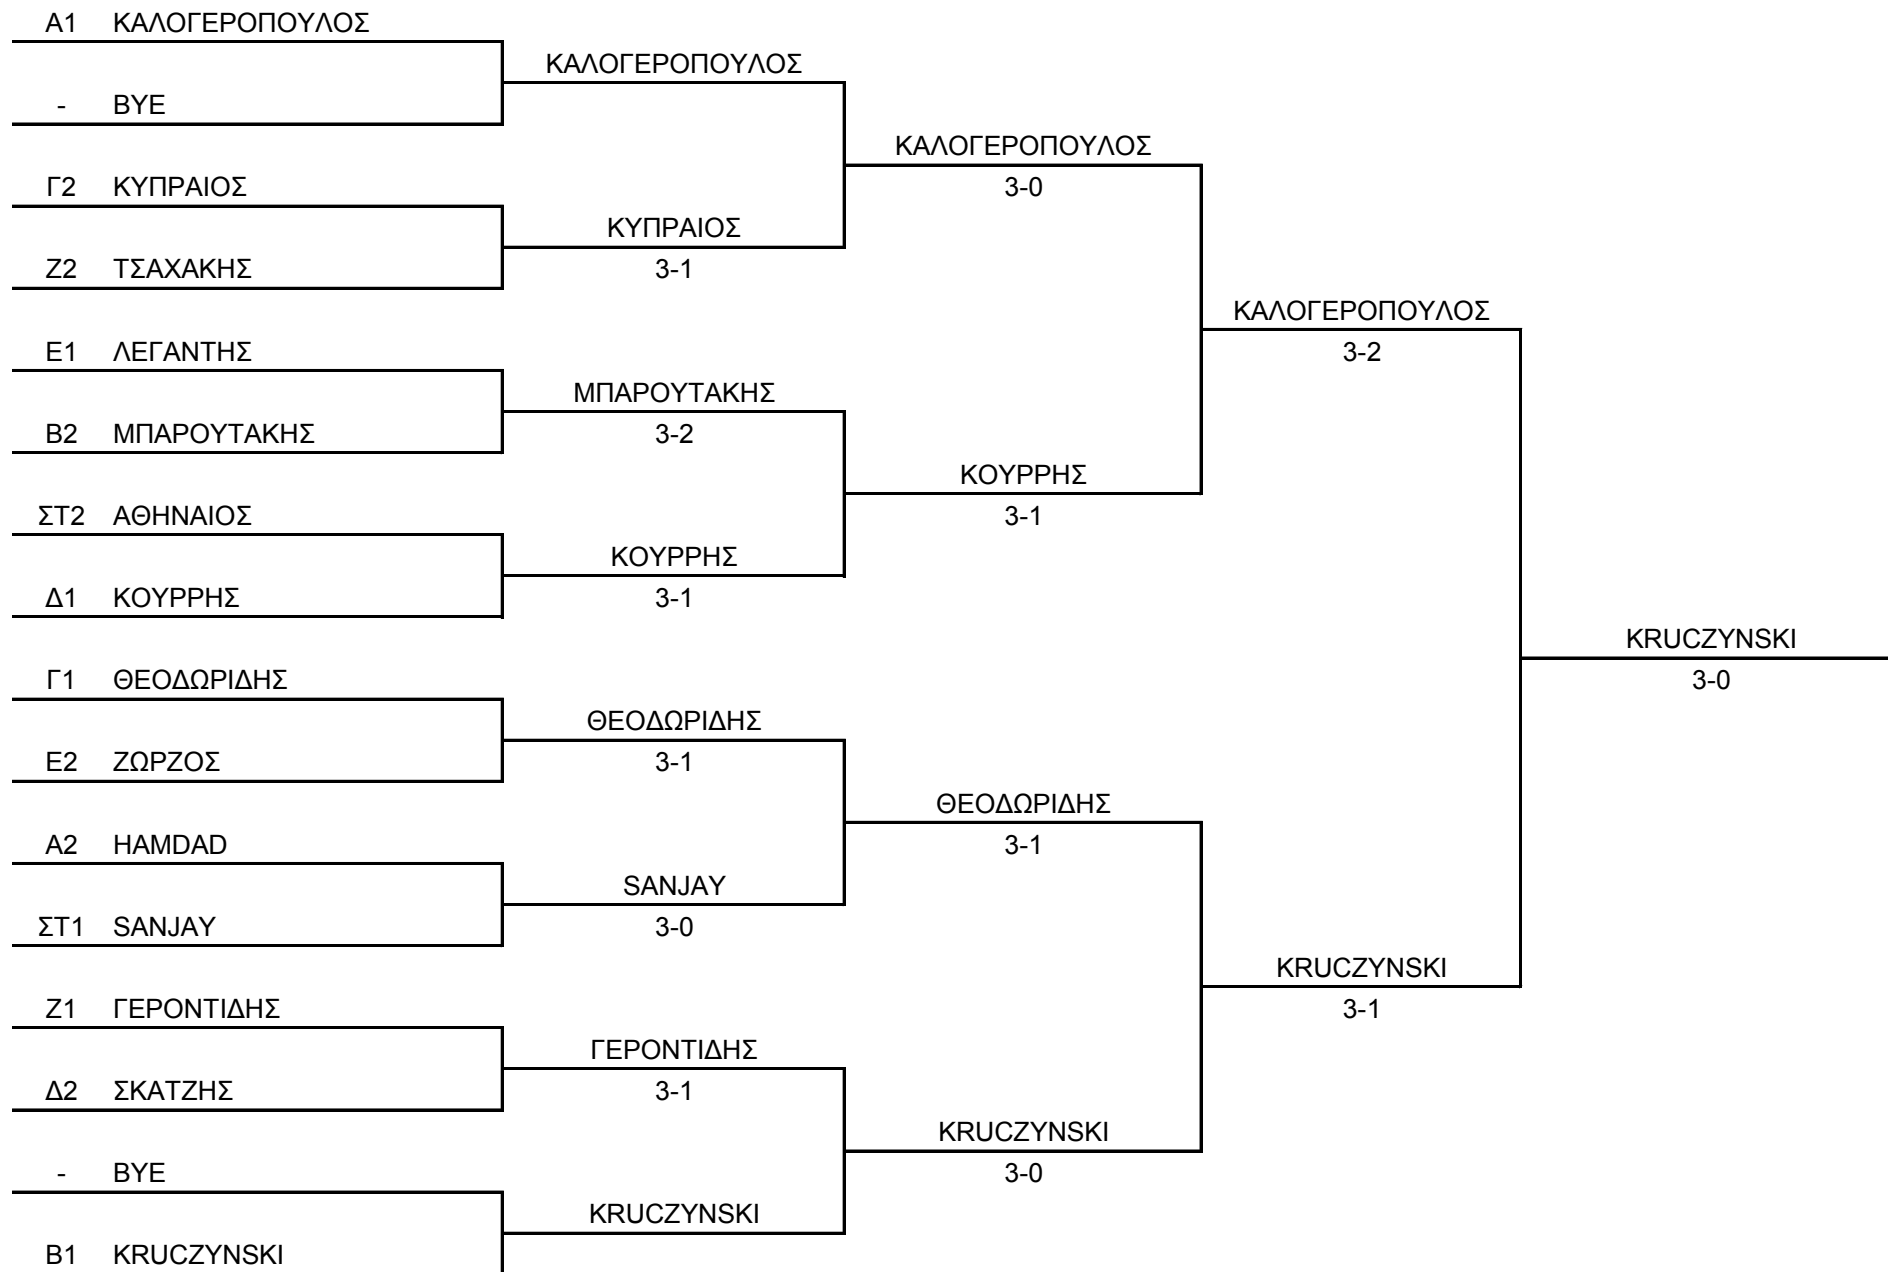 Α1 ΚΑΛΟΓΕΡΟΠΟΥΛΟΣ
ΚΑΛΟΓΕΡΟΠΟΥΛΟΣ
- BYE
ΚΑΛΟΓΕΡΟΠΟΥΛΟΣ
Γ2 ΚΥΠΡΑΙΟΣ
3-0
ΚΥΠΡΑΙΟΣ
Ζ2 ΤΣΑΧΑΚΗΣ
3-1
ΚΑΛΟΓΕΡΟΠΟΥΛΟΣ
Ε1 ΛΕΓΑΝΤΗΣ
3-2
ΜΠΑΡΟΥΤΑΚΗΣ
Β2 ΜΠΑΡΟΥΤΑΚΗΣ
3-2
ΚΟΥΡΡΗΣ
ΣΤ2 ΑΘΗΝΑΙΟΣ
3-1
ΚΟΥΡΡΗΣ
Δ1 ΚΟΥΡΡΗΣ
3-1
KRUCZYNSKI
Γ1 ΘΕΟΔΩΡΙΔΗΣ
3-0
ΘΕΟΔΩΡΙΔΗΣ
Ε2 ΖΩΡΖΟΣ
3-1
ΘΕΟΔΩΡΙΔΗΣ
Α2 HAMDAD
3-1
SANJAY
ΣΤ1 SANJAY
3-0
KRUCZYNSKI
Ζ1 ΓΕΡΟΝΤΙΔΗΣ
3-1
ΓΕΡΟΝΤΙΔΗΣ
Δ2 ΣΚΑΤΖΗΣ
3-1
KRUCZYNSKI
- BYE
3-0
KRUCZYNSKI
Β1 KRUCZYNSKI